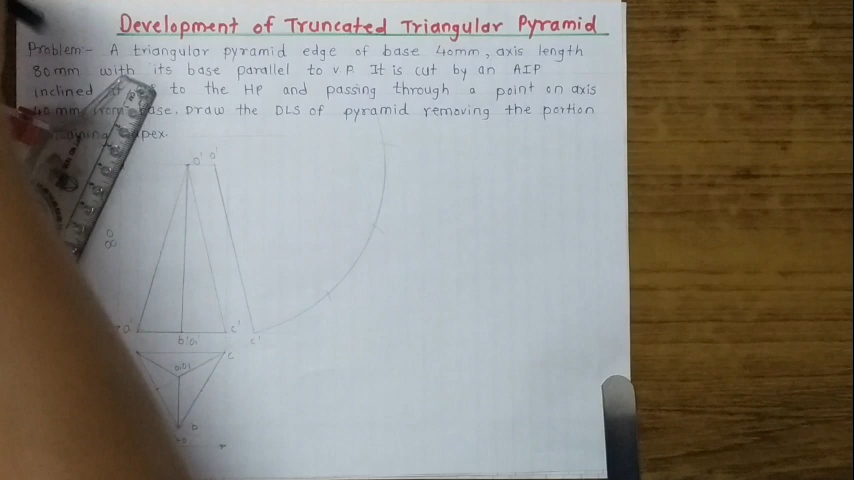 Development of Truncated Triangular Pyramid
Problem:- A triangular pyramid edge of base 40mm, axis length
80mm with its base parallel to V.P. It is cut by an AIP
inclined to the HP and passing through a point on axis
base. Draw the DLS of pyramid removing the portion
apex.
o' o'
80
a' c'
b'o' c'
c
b